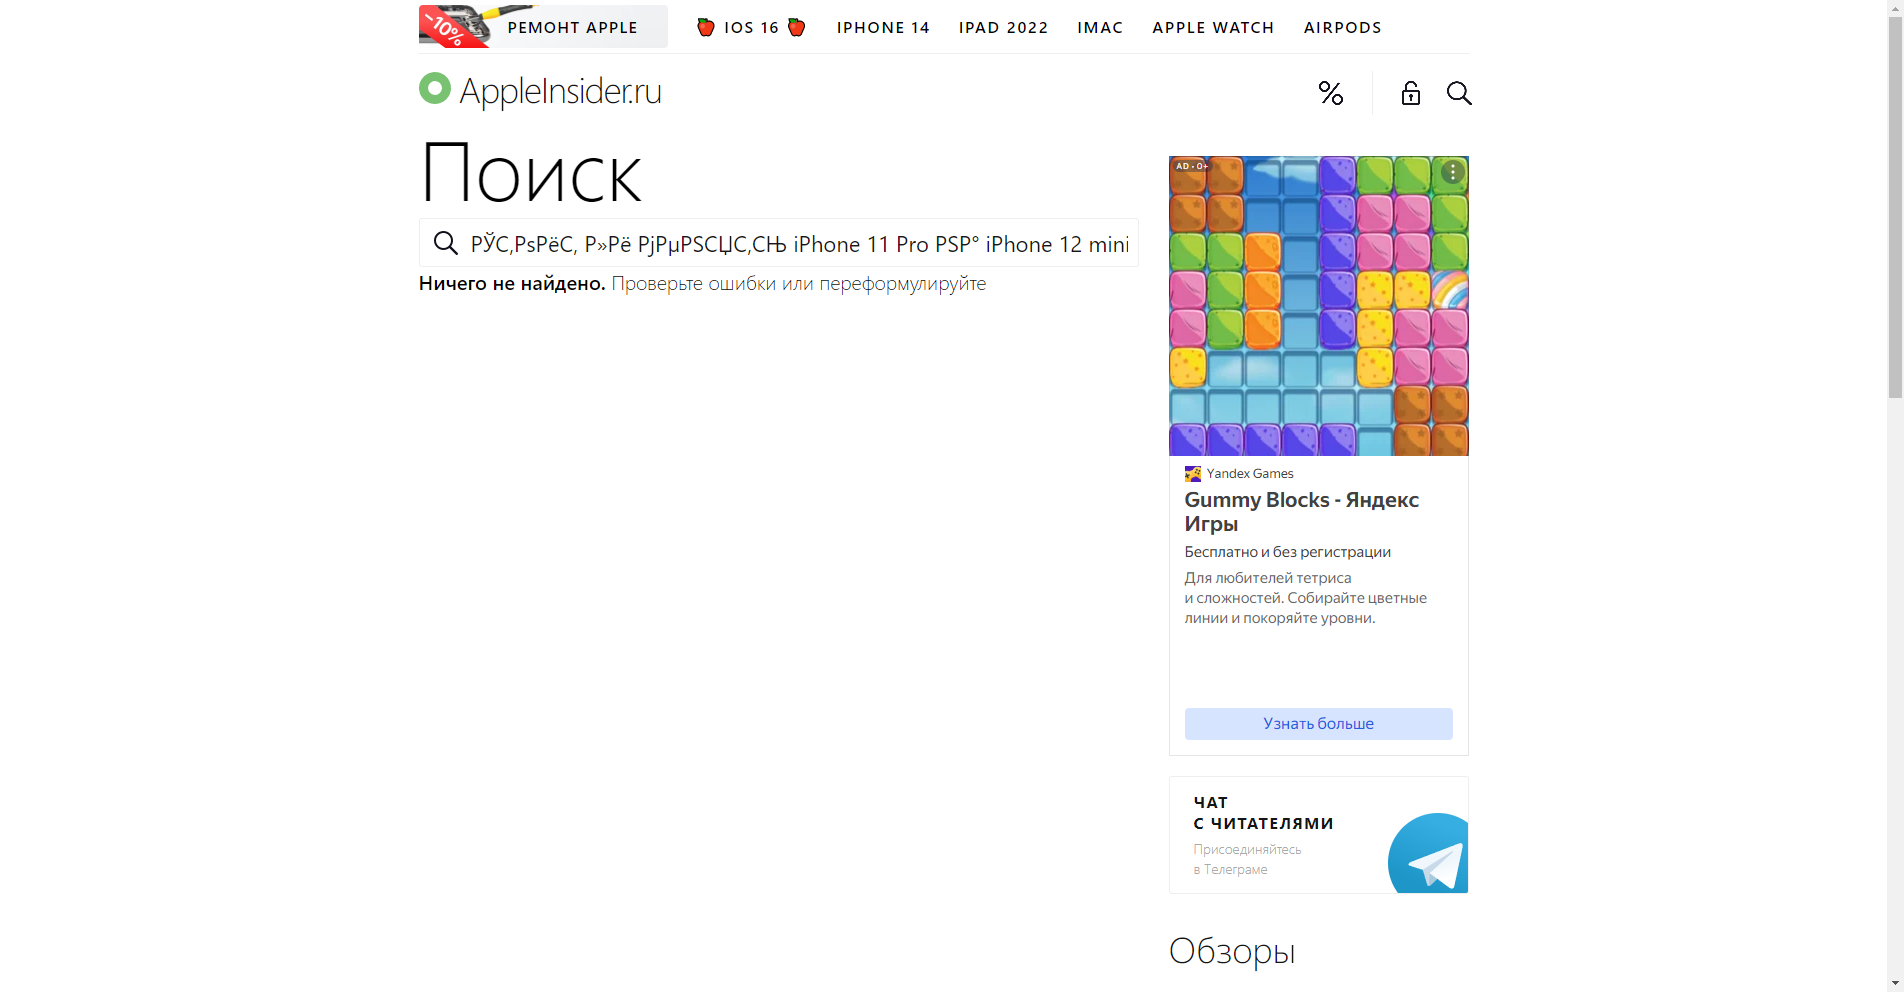 −10%
РЕМОНТ APPLE
IOS 16
IPHONE 14
IPAD 2022
IMAC
APPLE WATCH
AIRPODS
AppleInsider.ru
Поиск
РЎС‚РѕРёС‚ Р»Рё РјРµРЅСЏС‚СЊ iPhone 11 Pro РЅР° iPhone 12 mini
Ничего не найдено. Проверьте ошибки или переформулируйте
AD • 0+
Yandex Games
Gummy Blocks - Яндекс
Игры
Бесплатно и без регистрации
Для любителей тетриса
и сложностей. Собирайте цветные
линии и покоряйте уровни.
Узнать больше
ЧАТ
С ЧИТАТЕЛЯМИ
Присоединяйтесь
в Телеграме
Обзоры